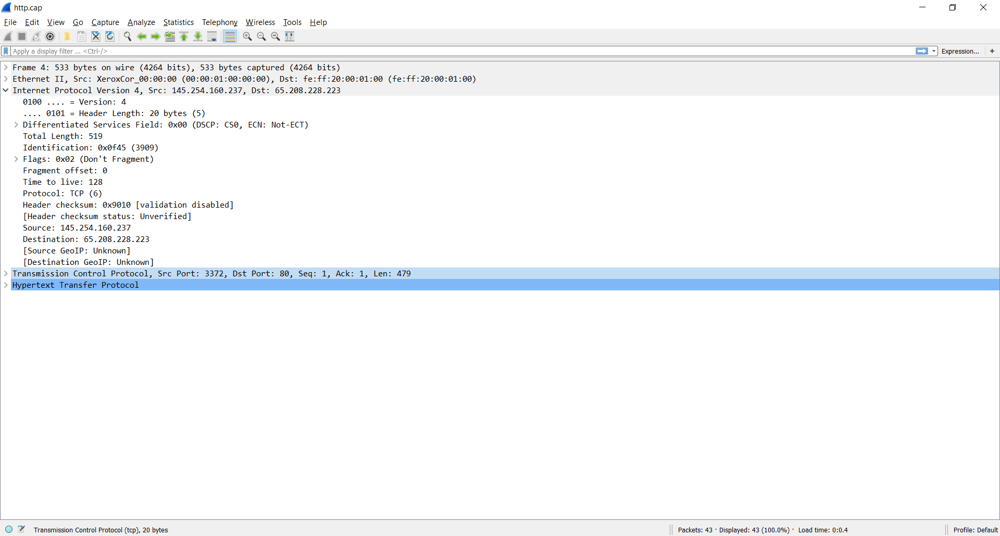 http.cap
File Edit View Go Capture Analyze Statistics Telephony Wireless Tools Help
Apply a display filter ... <Ctrl-/> Expression... +
Frame 4: 533 bytes on wire (4264 bits), 533 bytes captured (4264 bits)
Ethernet II, Src: XeroxCor_00:00:00 (00:00:01:00:00:00), Dst: fe:ff:20:00:01:00 (fe:ff:20:00:01:00)
Internet Protocol Version 4, Src: 145.254.160.237, Dst: 65.208.228.223
0100 .... = Version: 4
.... 0101 = Header Length: 20 bytes (5)
Differentiated Services Field: 0x00 (DSCP: CS0, ECN: Not-ECT)
Total Length: 519
Identification: 0x0f45 (3909)
Flags: 0x02 (Don't Fragment)
Fragment offset: 0
Time to live: 128
Protocol: TCP (6)
Header checksum: 0x9010 [validation disabled]
[Header checksum status: Unverified]
Source: 145.254.160.237
Destination: 65.208.228.223
[Source GeoIP: Unknown]
[Destination GeoIP: Unknown]
Transmission Control Protocol, Src Port: 3372, Dst Port: 80, Seq: 1, Ack: 1, Len: 479
Hypertext Transfer Protocol
Transmission Control Protocol (tcp), 20 bytes Packets: 43 · Displayed: 43 (100.0%) · Load time: 0:0.4 Profile: Default